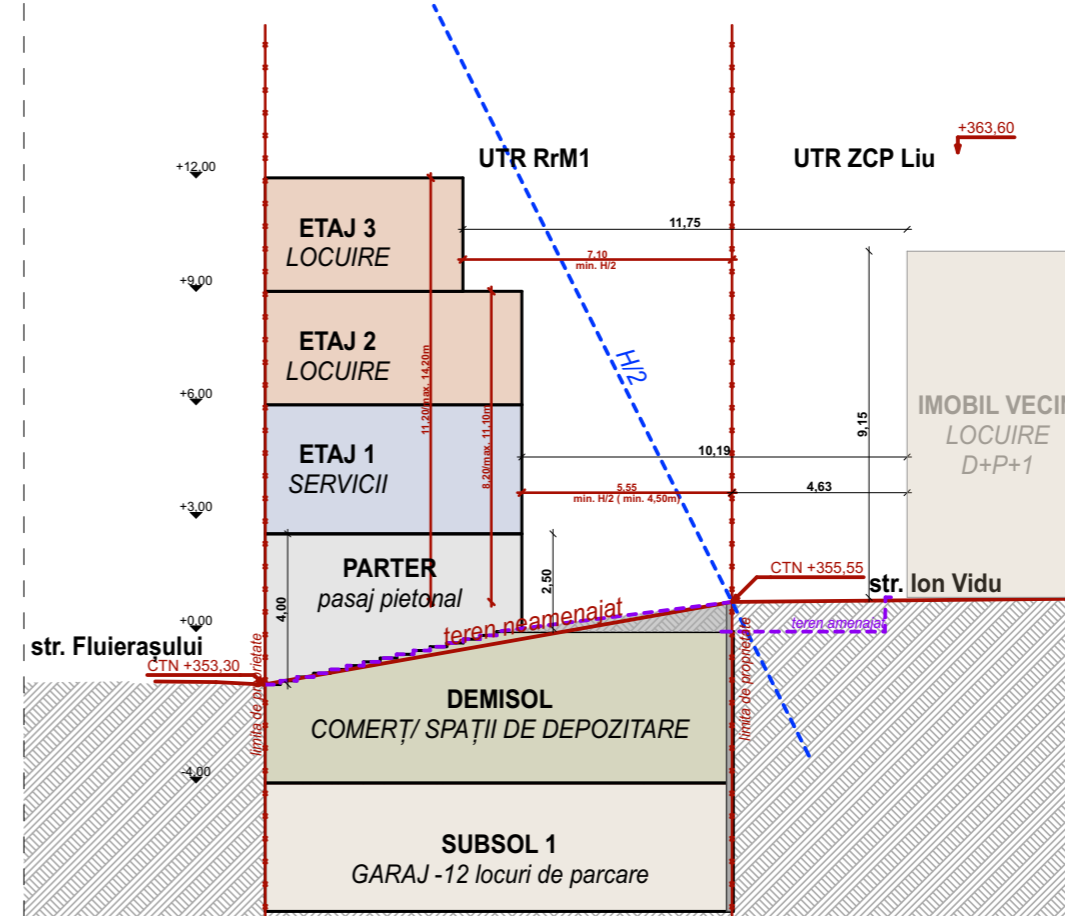 +363,60
UTR RrM1
UTR ZCP Liu
+12,00
ETAJ 3
LOCUIRE
11,75
7,10
min. H/2
+9,00
ETAJ 2
LOCUIRE
11,20/max. 14,20m
8,20/max. 11,10m
H/2
+6,00
9,15
IMOBIL VECIN
LOCUIRE
D+P+1
ETAJ 1
SERVICII
10,19
5,55
min. H/2 ( min. 4,50m)
4,63
+3,00
PARTER
pasaj pietonal
4,00
2,50
CTN +355,55
str. Ion Vidu
+0,00
teren neamenajat
teren amenajat
str. Fluierașului
CTN +353,30
limita de proprietate
limita de proprietate
DEMISOL
COMERȚ/ SPAȚII DE DEPOZITARE
-4,00
SUBSOL 1
GARAJ -12 locuri de parcare